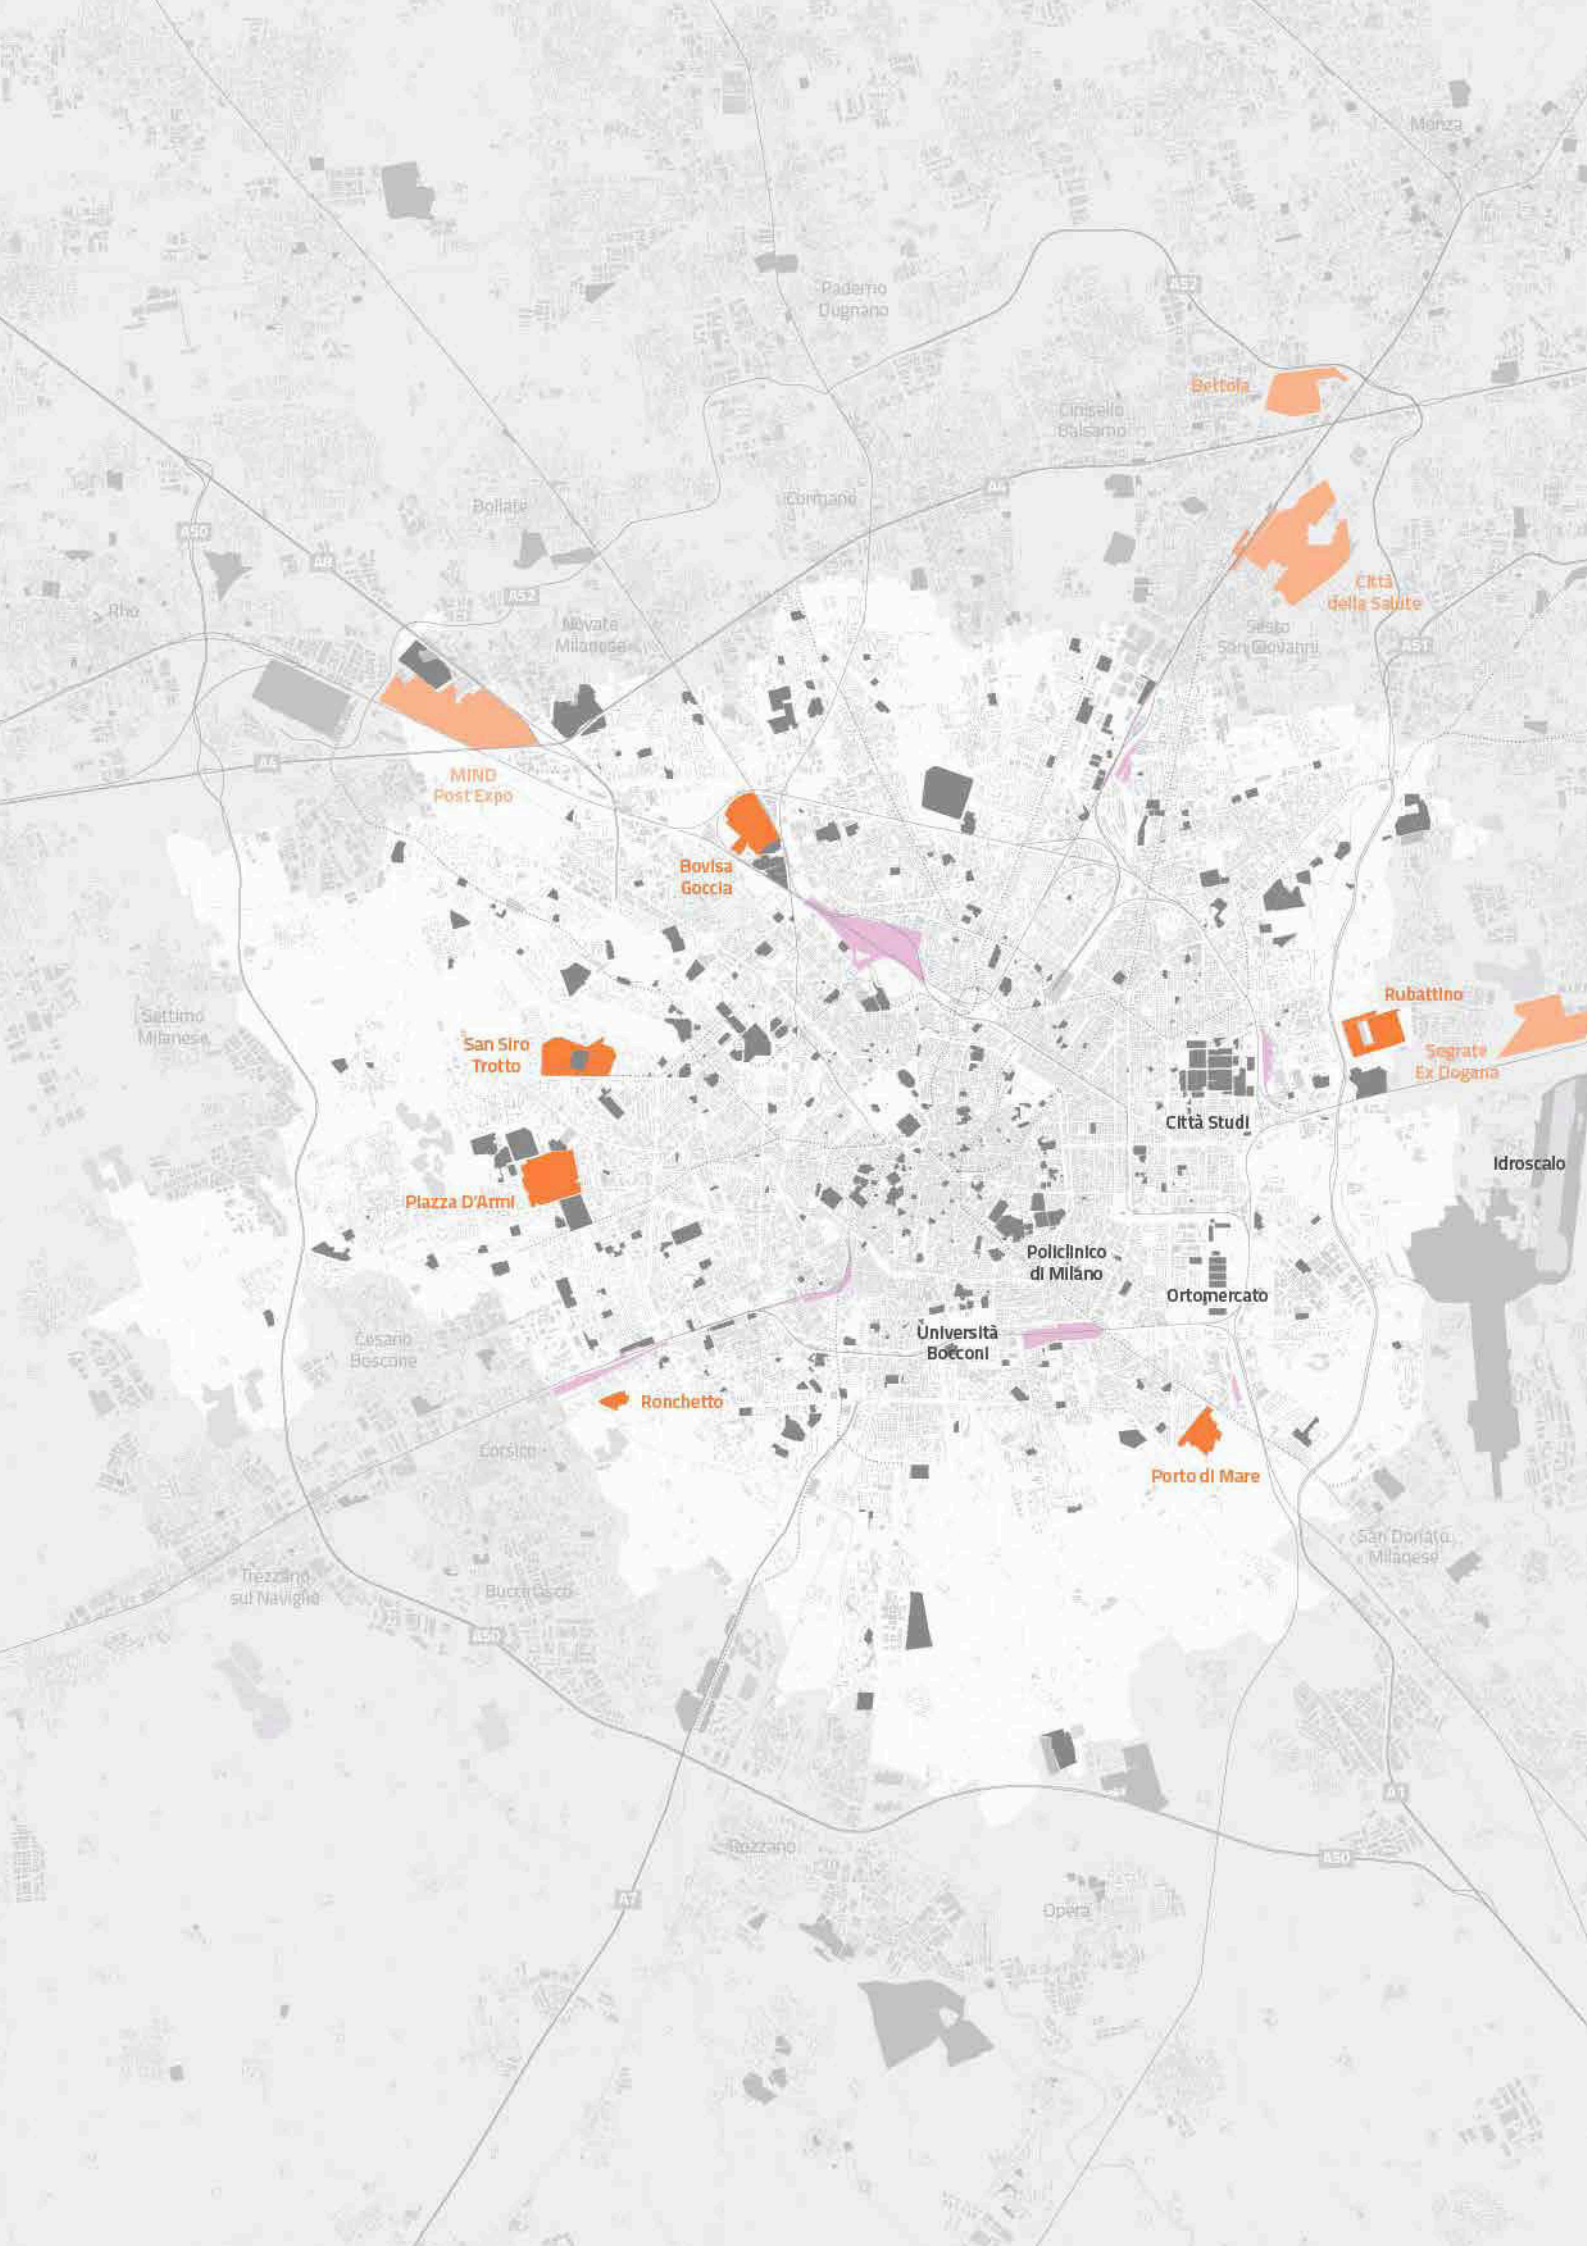 Monza
A52
Paderno
Dugnano
Bettola
Cinisello
Balsamo
A4
Bollate
Cormano
A50
A8
Città
della Salute
A52
Rho
Novate
Milanese
Sesto
San Giovanni
A51
A4
MIND
Post Expo
Bovisa
Goccia
Rubattino
Settimo
Milanese
San Siro
Trotto
Segrate
Ex Dogana
Città Studi
Idroscalo
Piazza D'Armi
Policlinico
di Milano
Ortomercato
Cesano
Boscone
Università
Bocconi
Ronchetto
Corsico
Porto di Mare
San Donato
Milanese
Trezzano
sul Naviglio
Buccinasco
A50
A1
Rozzano
A50
A7
Opera